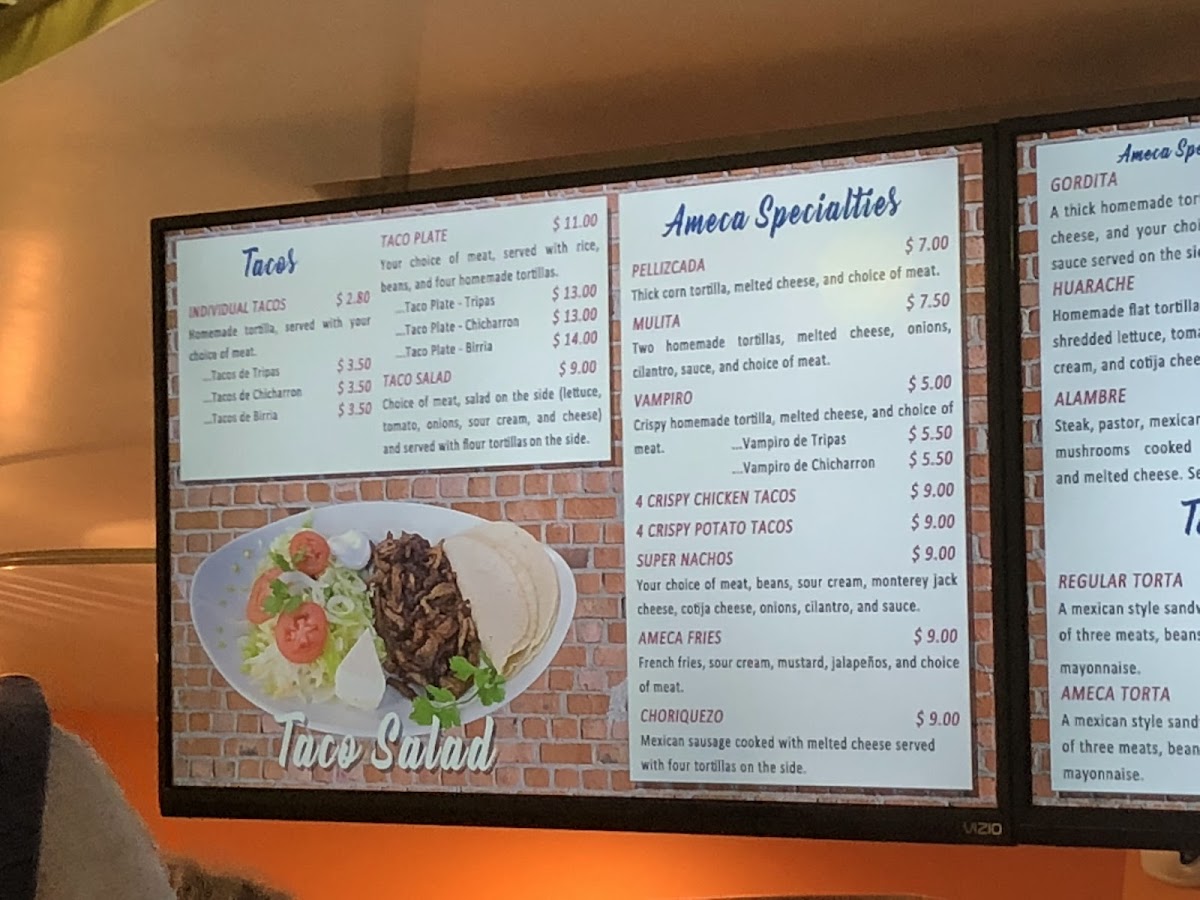 Tacos
INDIVIDUAL TACOS $ 2.80
Homemade tortilla, served with your
choice of meat.
...Tacos de Tripas $ 3.50
...Tacos de Chicharron $ 3.50
...Tacos de Birria $ 3.50
TACO PLATE $ 11.00
Your choice of meat, served with rice,
beans, and four homemade tortillas.
...Taco Plate - Tripas $ 13.00
...Taco Plate - Chicharron $ 13.00
...Taco Plate - Birria $ 14.00
TACO SALAD $ 9.00
Choice of meat, salad on the side (lettuce,
tomato, onions, sour cream, and cheese)
and served with flour tortillas on the side.
Taco Salad
Ameca Specialties
PELLIZCADA $ 7.00
Thick corn tortilla, melted cheese, and choice of meat.
MULITA $ 7.50
Two homemade tortillas, melted cheese, onions,
cilantro, sauce, and choice of meat.
VAMPIRO $ 5.00
Crispy homemade tortilla, melted cheese, and choice of
meat. ...Vampiro de Tripas $ 5.50
...Vampiro de Chicharron $ 5.50
4 CRISPY CHICKEN TACOS $ 9.00
4 CRISPY POTATO TACOS $ 9.00
SUPER NACHOS $ 9.00
Your choice of meat, beans, sour cream, monterey jack
cheese, cotija cheese, onions, cilantro, and sauce.
AMECA FRIES $ 9.00
French fries, sour cream, mustard, jalapeños, and choice
of meat.
CHORIQUEZO $ 9.00
Mexican sausage cooked with melted cheese served
with four tortillas on the side.
VIZIO
Ameca
GORDITA
A thick homemade
cheese, and your
sauce served on the
HUARACHE
Homemade flat tortilla
shredded lettuce,
cream, and cotija
ALAMBRE
Steak, pastor,
mushrooms cooked
and melted cheese.
REGULAR TORTA
A mexican style
of three meats, beans
mayonnaise.
AMECA TORTA
A mexican style
of three meats,
mayonnaise.